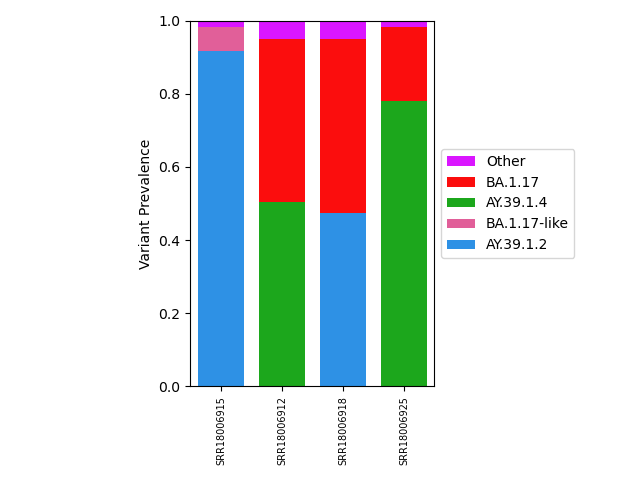 Variant Prevalence
1.0
0.8
0.6
0.4
0.2
0.0
SRR18006915
SRR18006912
SRR18006918
SRR18006925
Other
BA.1.17
AY.39.1.4
BA.1.17-like
AY.39.1.2